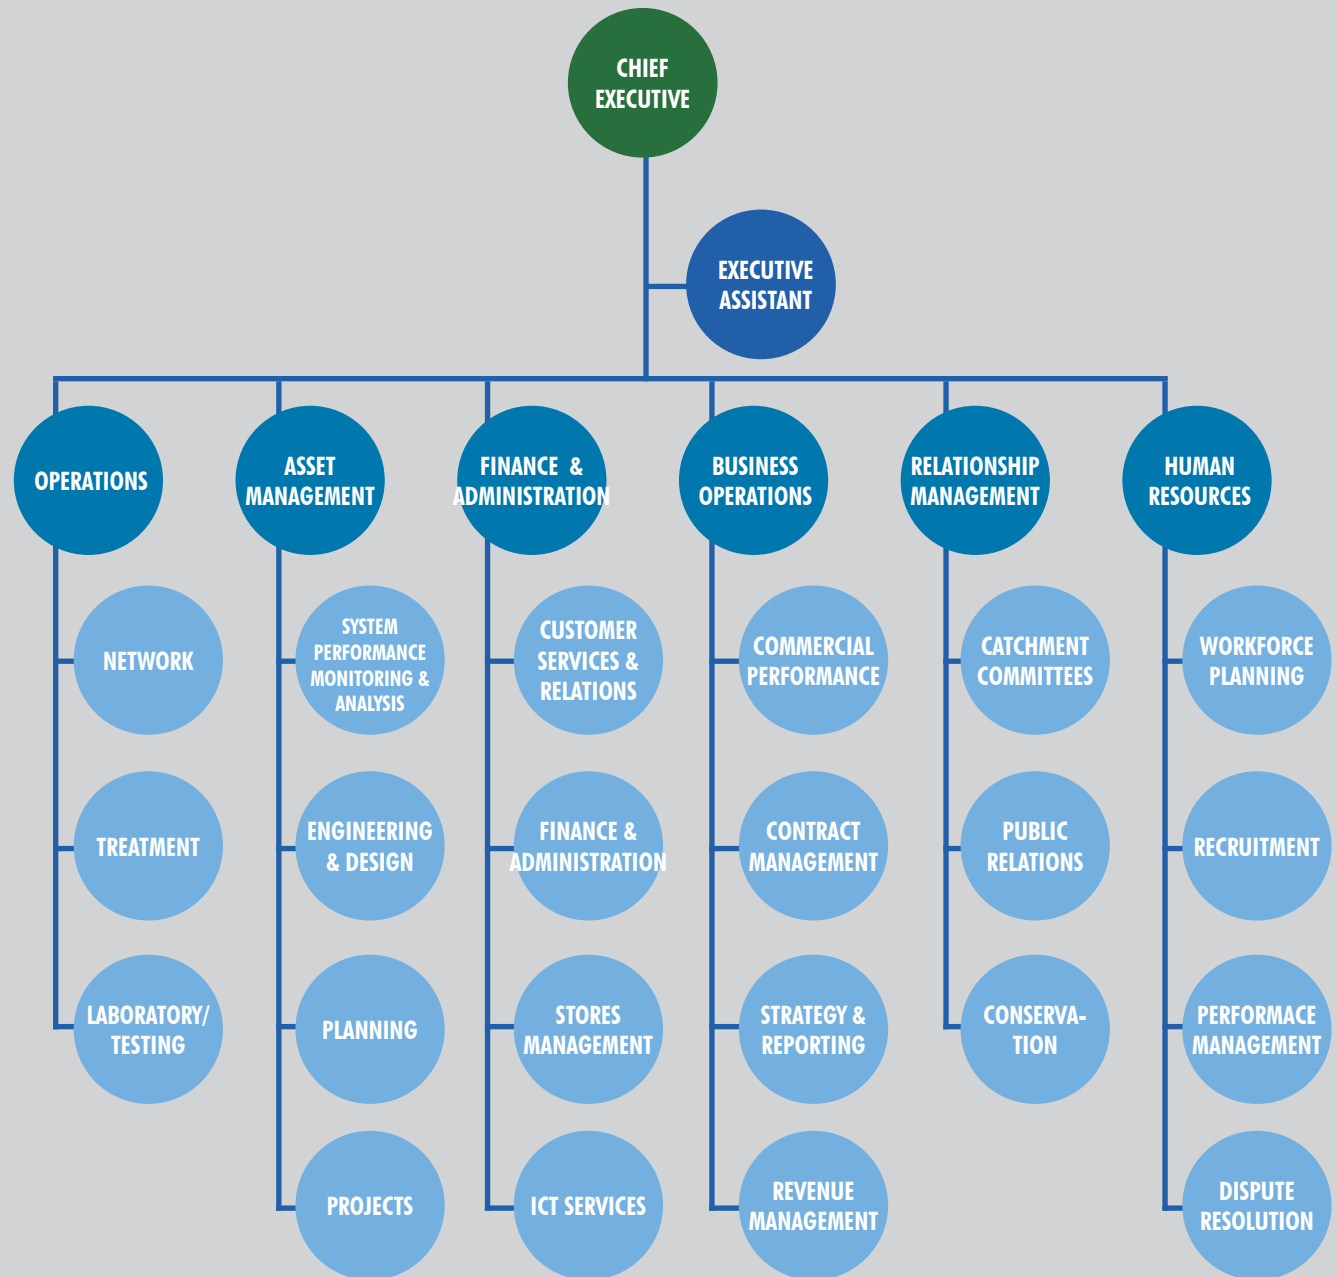 CHIEF
EXECUTIVE
EXECUTIVE
ASSISTANT
OPERATIONS
ASSET
MANAGEMENT
FINANCE &
ADMINISTRATION
BUSINESS
OPERATIONS
RELATIONSHIP
MANAGEMENT
HUMAN
RESOURCES
NETWORK
SYSTEM
PERFORMANCE
MONITORING &
ANALYSIS
CUSTOMER
SERVICES &
RELATIONS
COMMERCIAL
PERFORMANCE
CATCHMENT
COMMITTEES
WORKFORCE
PLANNING
TREATMENT
ENGINEERING
& DESIGN
FINANCE &
ADMINISTRATION
CONTRACT
MANAGEMENT
PUBLIC
RELATIONS
RECRUITMENT
LABORATORY/
TESTING
PLANNING
STORES
MANAGEMENT
STRATEGY &
REPORTING
CONSERVA-
TION
PERFORMACE
MANAGEMENT
PROJECTS
ICT SERVICES
REVENUE
MANAGEMENT
DISPUTE
RESOLUTION